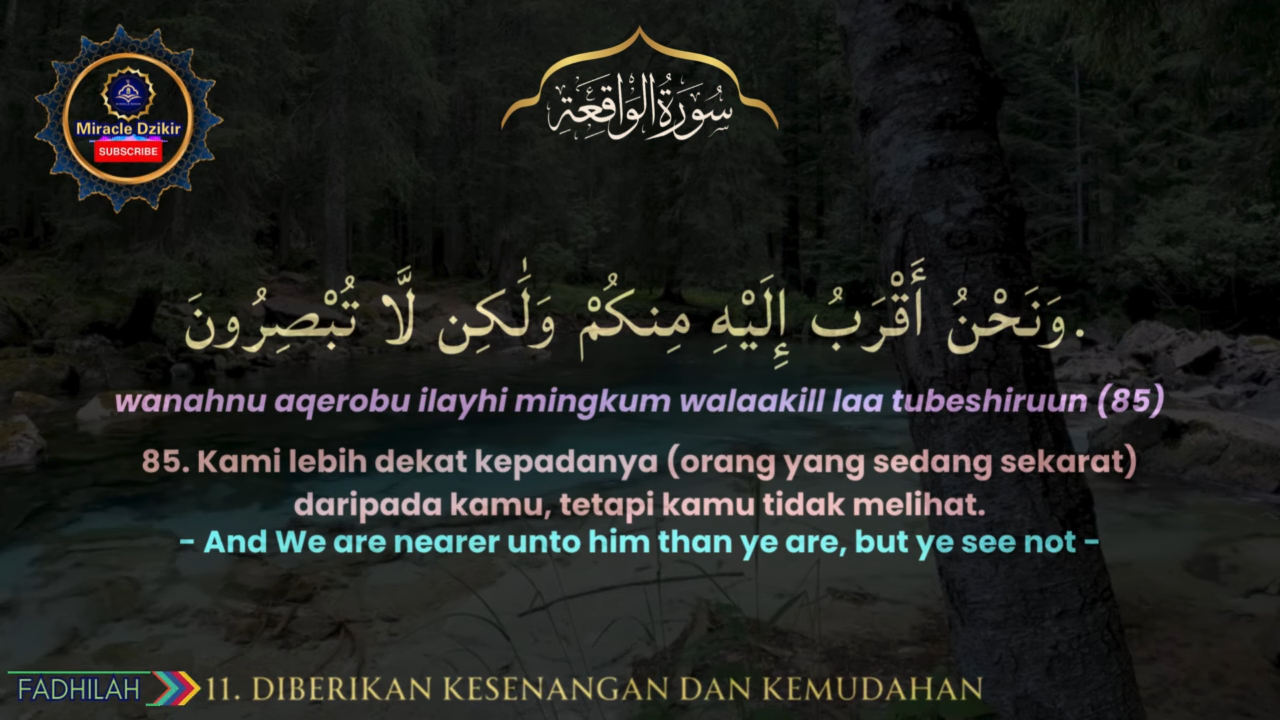 Miracle Dzikir
SUBSCRIBE
سُورَةُ الْوَاقِعَةِ
.وَنَحْنُ أَقْرَبُ إِلَيْهِ مِنكُمْ وَلَٰكِن لَّا تُبْصِرُونَ
wanahnu aqerobu ilayhi mingkum walaakill laa tubeshiruun (85)
85. Kami lebih dekat kepadanya (orang yang sedang sekarat)
daripada kamu, tetapi kamu tidak melihat.
- And We are nearer unto him than ye are, but ye see not -
FADHILAH 11. DIBERIKAN KESENANGAN DAN KEMUDAHAN